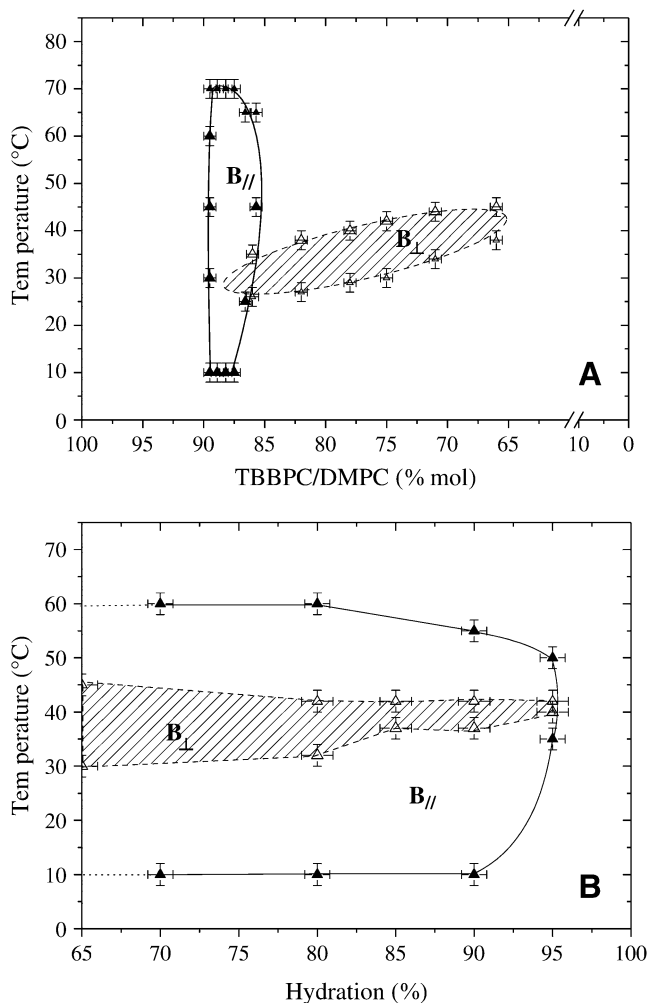 80
70
60
50
40
30
20
10
0
Tem perature (°C)
B//
B⊥
A
100 95 90 85 80 75 70 65 10 0
TBBPC/DMPC (% mol)
70
60
50
40
30
20
10
0
Tem perature (°C)
B⊥
B//
B
65 70 75 80 85 90 95 100
Hydration (%)